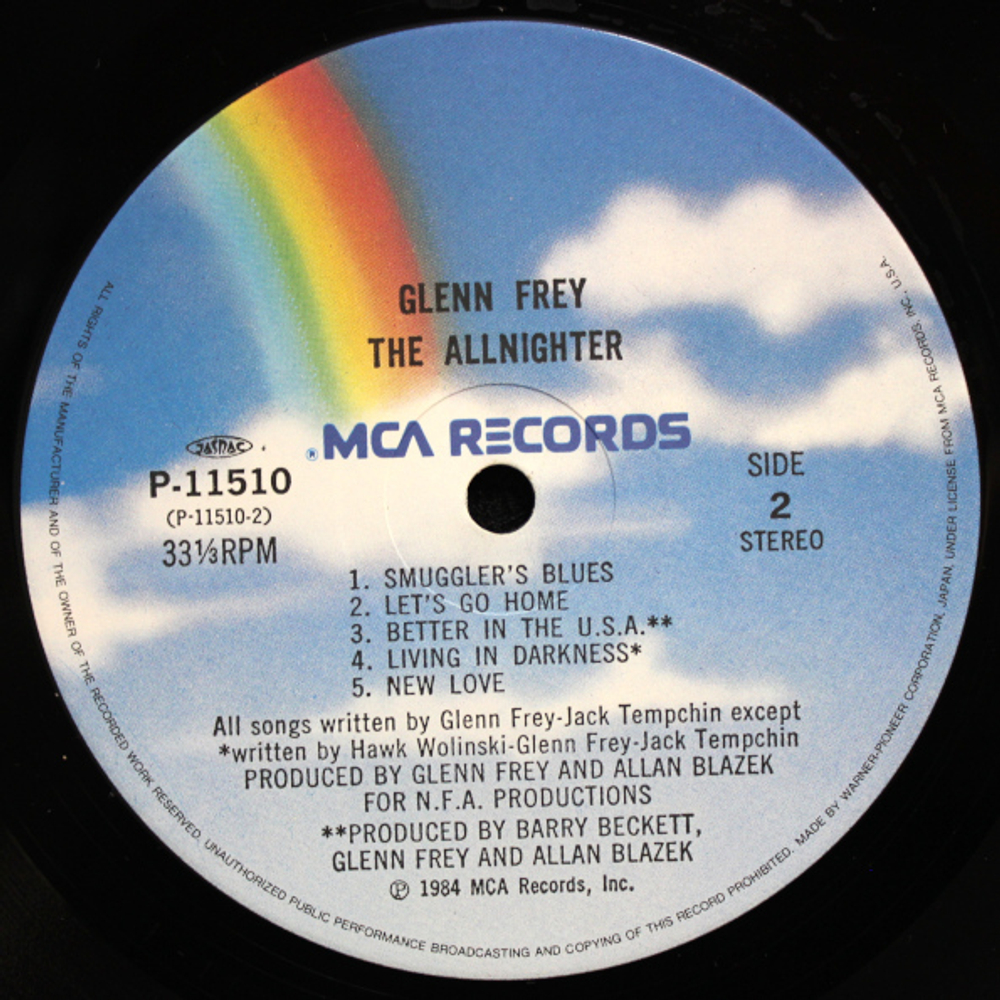 GLENN FREY
THE ALLNIGHTER
® MCA RECORDS
JASRAC
P-11510
(P-11510-2)
33⅓RPM
SIDE
2
STEREO
1. SMUGGLER'S BLUES
2. LET'S GO HOME
3. BETTER IN THE U.S.A.**
4. LIVING IN DARKNESS*
5. NEW LOVE
All songs written by Glenn Frey-Jack Tempchin except
*written by Hawk Wolinski-Glenn Frey-Jack Tempchin
PRODUCED BY GLENN FREY AND ALLAN BLAZEK
FOR N.F.A. PRODUCTIONS
**PRODUCED BY BARRY BECKETT,
GLENN FREY AND ALLAN BLAZEK
℗ 1984 MCA Records, Inc.
ALL RIGHTS OF THE MANUFACTURER AND OF THE OWNER OF THE RECORDED WORK RESERVED. UNAUTHORIZED PUBLIC PERFORMANCE BROADCASTING AND COPYING OF THIS RECORD PROHIBITED. MADE BY WARNER-PIONEER CORPORATION, JAPAN, UNDER LICENSE FROM MCA RECORDS, INC., U.S.A.